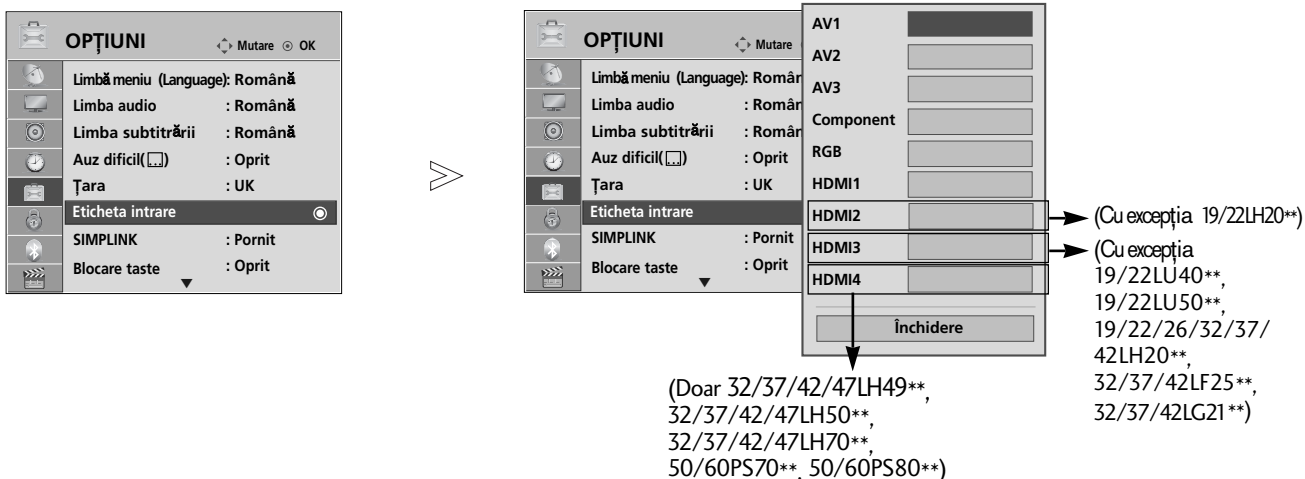 OPȚIUNI
Mutare OK
Limbă meniu (Language): Română
Limba audio : Română
Limba subtitrării : Română
Auz dificil( ) : Oprit
Țara : UK
Eticheta intrare
SIMPLINK : Pornit
Blocare taste : Oprit
OPȚIUNI
Mutare
Limbă meniu (Language): Român
Limba audio : Român
Limba subtitrării : Român
Auz dificil( ) : Oprit
Țara : UK
Eticheta intrare
SIMPLINK : Pornit
Blocare taste : Oprit
AV1
AV2
AV3
Component
RGB
HDMI1
HDMI2
HDMI3
HDMI4
Închidere
(Cu excepția 19/22LH20**)
(Cu excepția
19/22LU40**,
19/22LU50**,
19/22/26/32/37/
42LH20**,
32/37/42LF25**,
32/37/42LG21**)
(Doar 32/37/42/47LH49**,
32/37/42/47LH50**,
32/37/42/47LH70**,
50/60PS70**, 50/60PS80**)